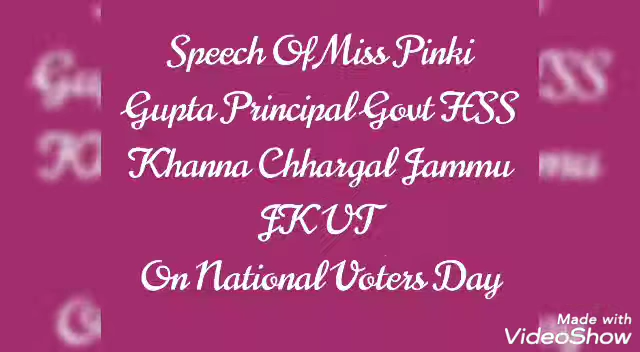 Speech Of Miss Pinki
Gupta Principal Govt HSS
Khanna Chhargal Jammu
JK UT
On National Voters Day
Made with
VideoShow